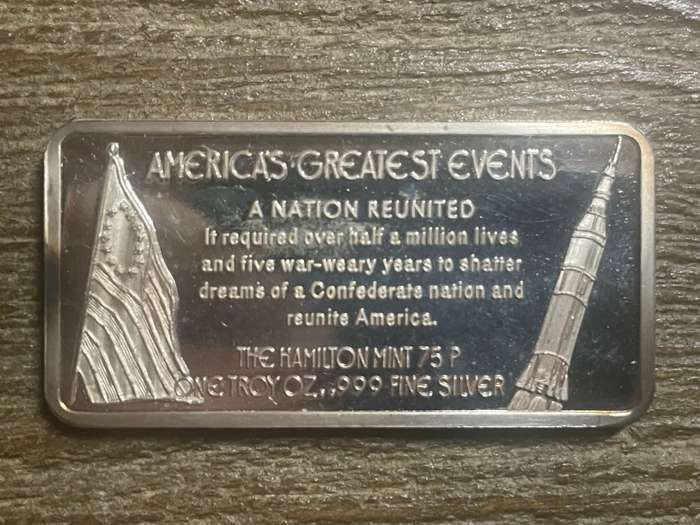 AMERICA'S GREATEST EVENTS
A NATION REUNITED
It required over half a million lives
and five war-weary years to shatter
dreams of a Confederate nation and
reunite America.
THE HAMILTON MINT 75 P
ONE TROY OZ, .999 FINE SILVER